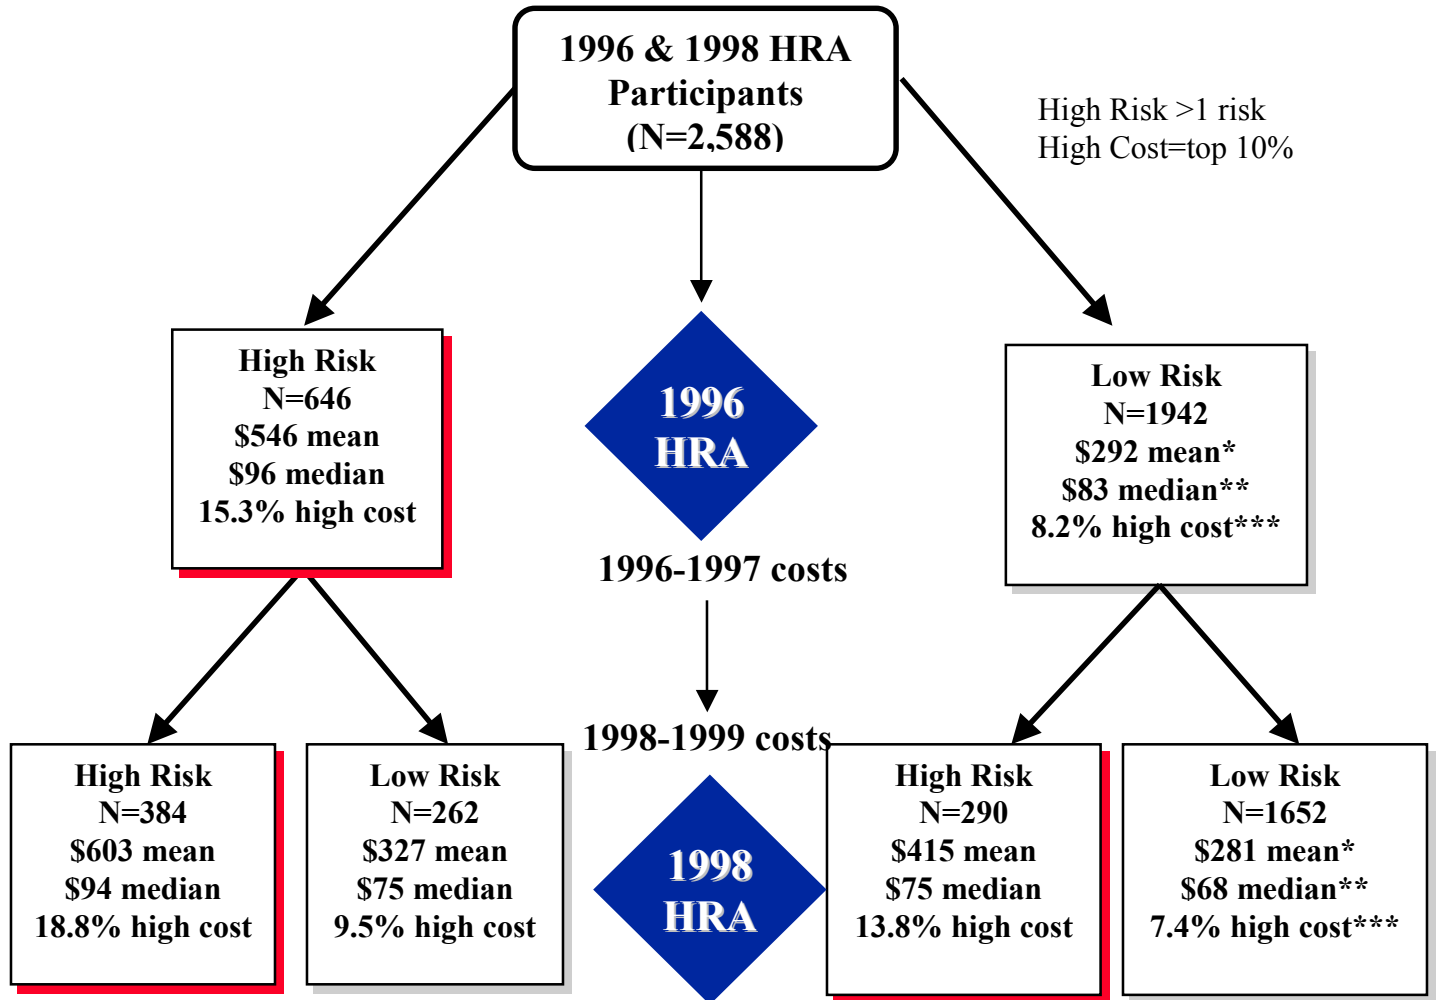 1996 & 1998 HRA
Participants
(N=2,588)
High Risk >1 risk
High Cost=top 10%
High Risk
N=646
$546 mean
$96 median
15.3% high cost
1996
HRA
1996-1997 costs
Low Risk
N=1942
$292 mean*
$83 median**
8.2% high cost***
High Risk
N=384
$603 mean
$94 median
18.8% high cost
Low Risk
N=262
$327 mean
$75 median
9.5% high cost
1998-1999 costs
1998
HRA
High Risk
N=290
$415 mean
$75 median
13.8% high cost
Low Risk
N=1652
$281 mean*
$68 median**
7.4% high cost***